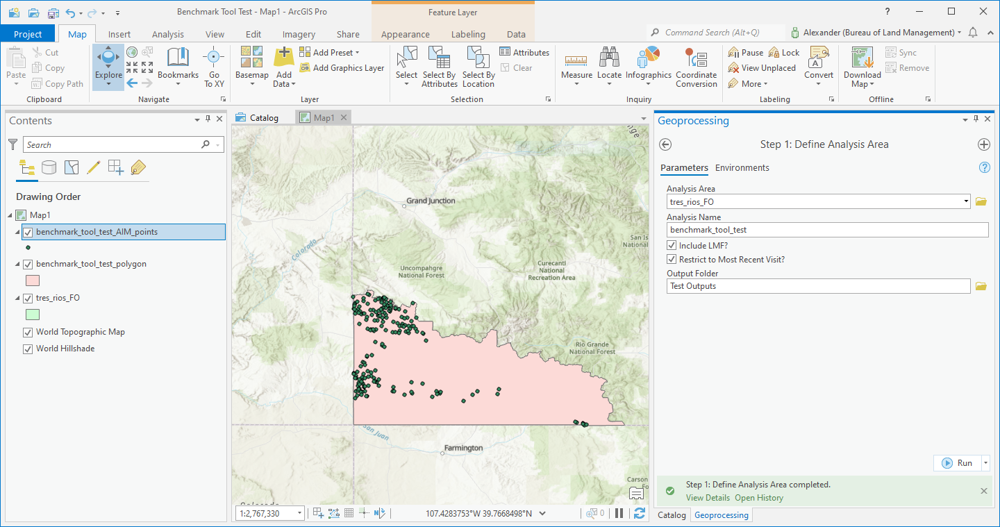 Benchmark Tool Test - Map1 - ArcGIS Pro
Feature Layer
?
Project Map Insert Analysis View Edit Imagery Share Appearance Labeling Data
Command Search (Alt+Q)
Alexander (Bureau of Land Management)
Paste
Cut
Copy
Copy Path
Clipboard
Explore
Bookmarks
Go To XY
Navigate
Basemap
Add Data
Add Preset
Add Graphics Layer
Layer
Select
Select By Attributes
Select By Location
Attributes
Clear
Selection
Measure
Locate
Infographics
Coordinate Conversion
Inquiry
Pause
Lock
View Unplaced
More
Convert
Labeling
Download Map
Sync
Remove
Offline
Contents
Search
Drawing Order
Map1
benchmark_tool_test_AIM_points
benchmark_tool_test_polygon
tres_rios_FO
World Topographic Map
World Hillshade
Catalog
Map1
nge
Grand Junction
Colorado
San Is
National
Uncompahgre
National Forest
Curecanti
National
Recreation Area
Rio Grande
National Forest
San Juan
Farmington
Carson
Fo
Colorado
1:2,767,330
107.4283753°W 39.7668498°N
0
Geoprocessing
Step 1: Define Analysis Area
Parameters Environments
?
Analysis Area
tres_rios_FO
Analysis Name
benchmark_tool_test
Include LMF?
Restrict to Most Recent Visit?
Output Folder
Test Outputs
Run
Step 1: Define Analysis Area completed.
View Details Open History
Catalog Geoprocessing